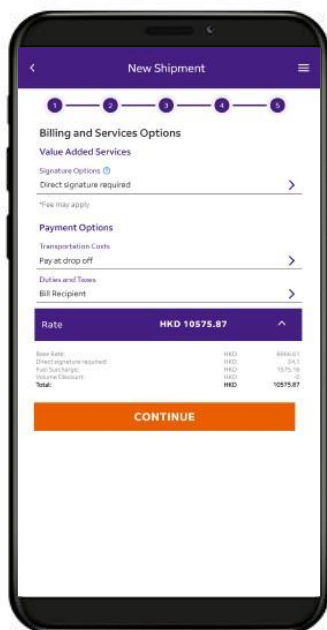 New Shipment
1 2 3 4 5
Billing and Services Options
Value Added Services
Signature Options ?
Direct signature required
*Fee may apply
Payment Options
Transportation Costs
Pay at drop off
Duties and Taxes
Bill Recipient
Rate HKD 10575.87
Base Rate: HKD
Direct signature required: HKD
Fuel Surcharge: HKD 1575.16
Volume Discount: HKD
Total: HKD 10575.87
CONTINUE